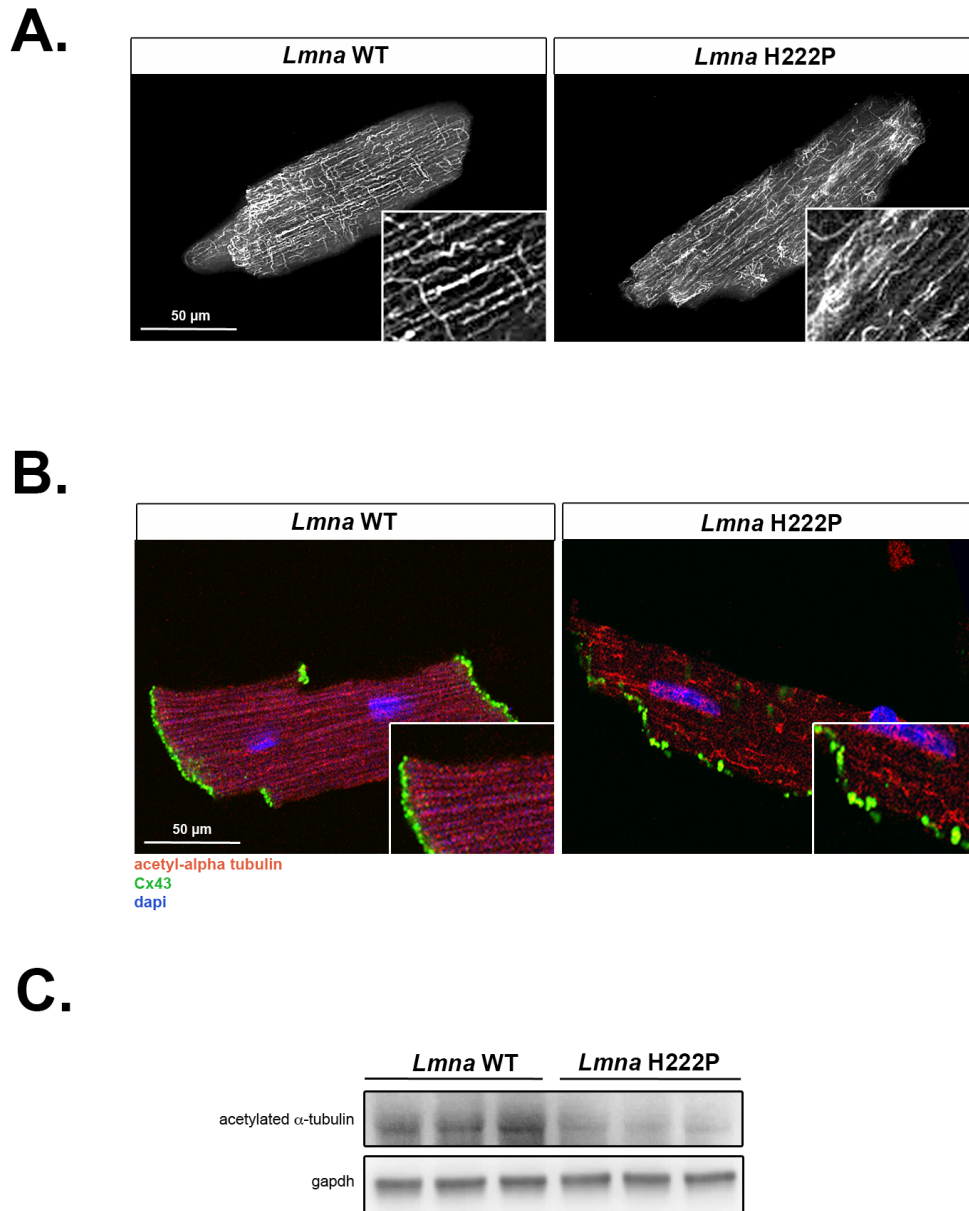 A.
Lmna WT
Lmna H222P
50 µm
B.
Lmna WT
Lmna H222P
50 µm
acetyl-alpha tubulin
Cx43
dapi
C.
Lmna WT
Lmna H222P
acetylated α-tubulin
gapdh